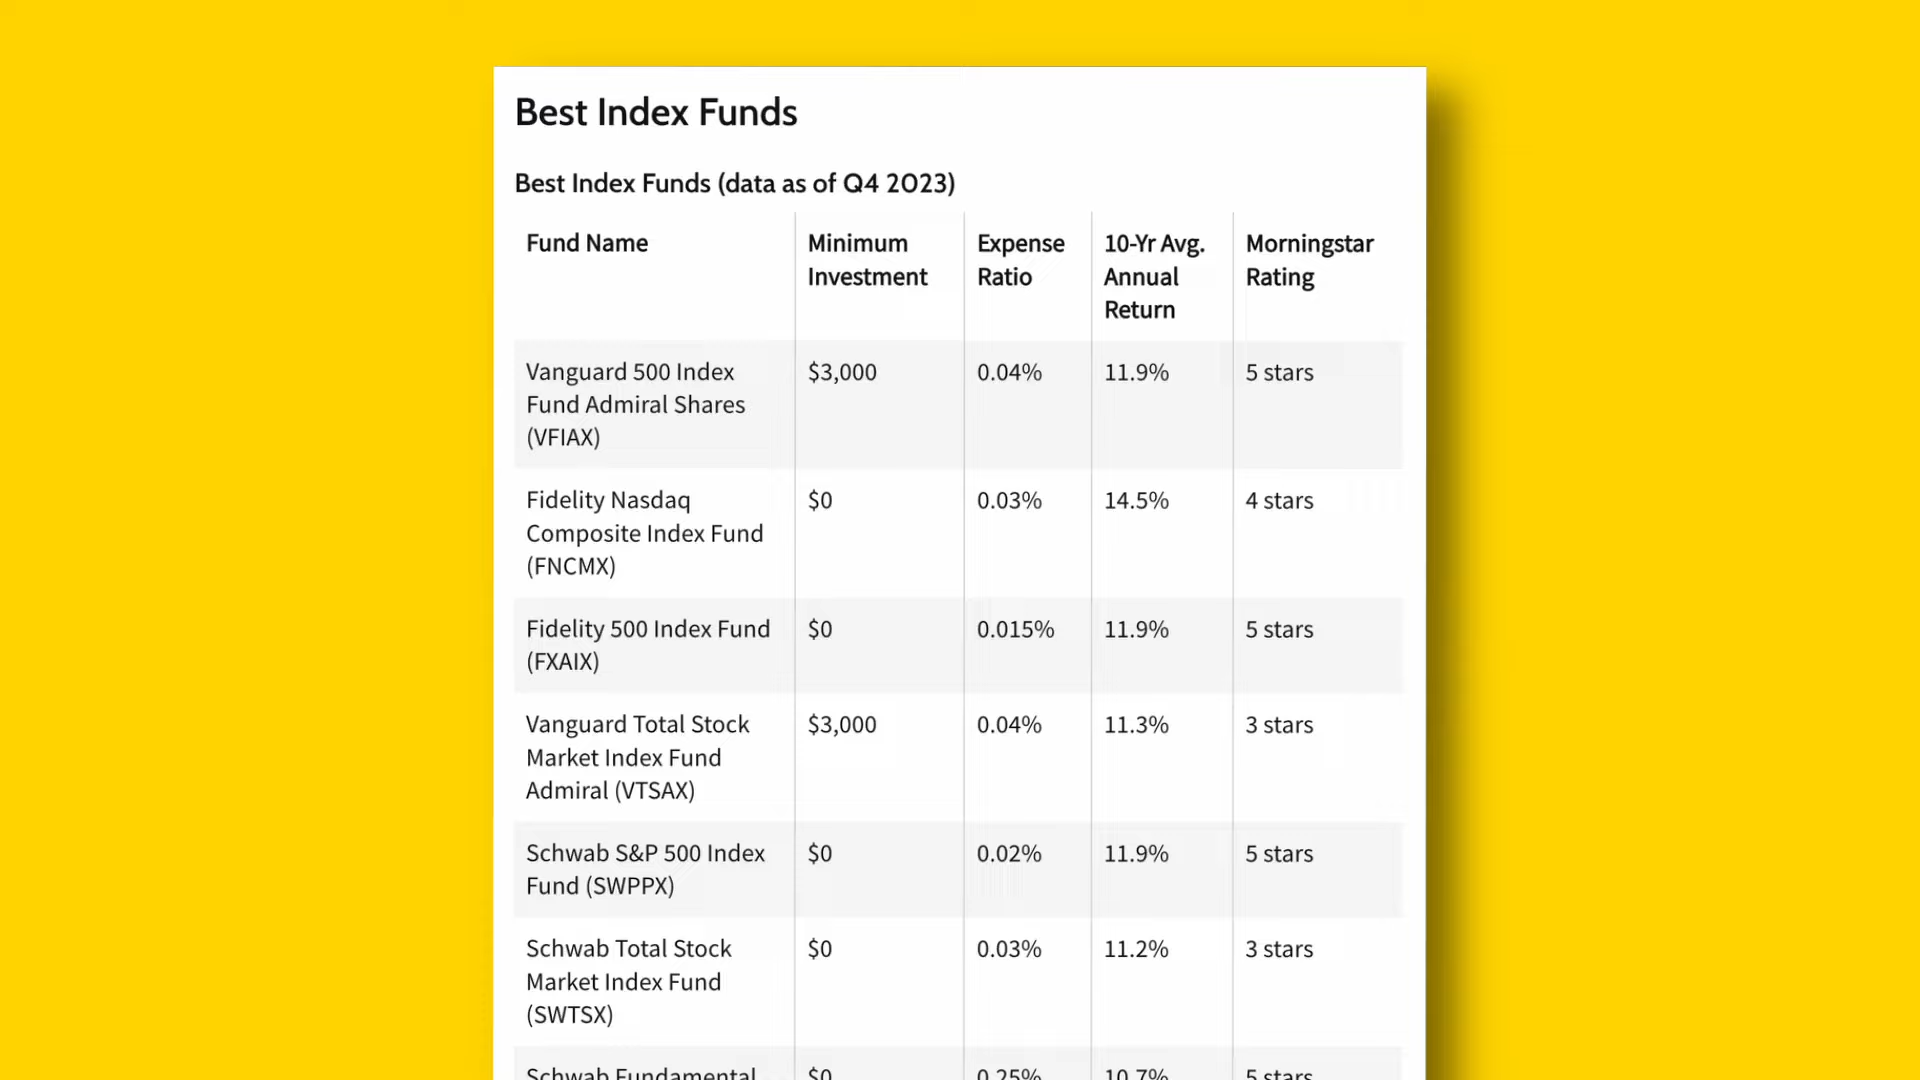 Best Index Funds
Best Index Funds (data as of Q4 2023)
Fund Name
Minimum
Investment
Expense
Ratio
10-Yr Avg.
Annual
Return
Morningstar
Rating
Vanguard 500 Index
Fund Admiral Shares
(VFIAX)
$3,000
0.04%
11.9%
5 stars
Fidelity Nasdaq
Composite Index Fund
(FNCMX)
$0
0.03%
14.5%
4 stars
Fidelity 500 Index Fund
(FXAIX)
$0
0.015%
11.9%
5 stars
Vanguard Total Stock
Market Index Fund
Admiral (VTSAX)
$3,000
0.04%
11.3%
3 stars
Schwab S&P 500 Index
Fund (SWPPX)
$0
0.02%
11.9%
5 stars
Schwab Total Stock
Market Index Fund
(SWTSX)
$0
0.03%
11.2%
3 stars
Schwab Fundamental
$0
0.25%
10.7%
5 stars